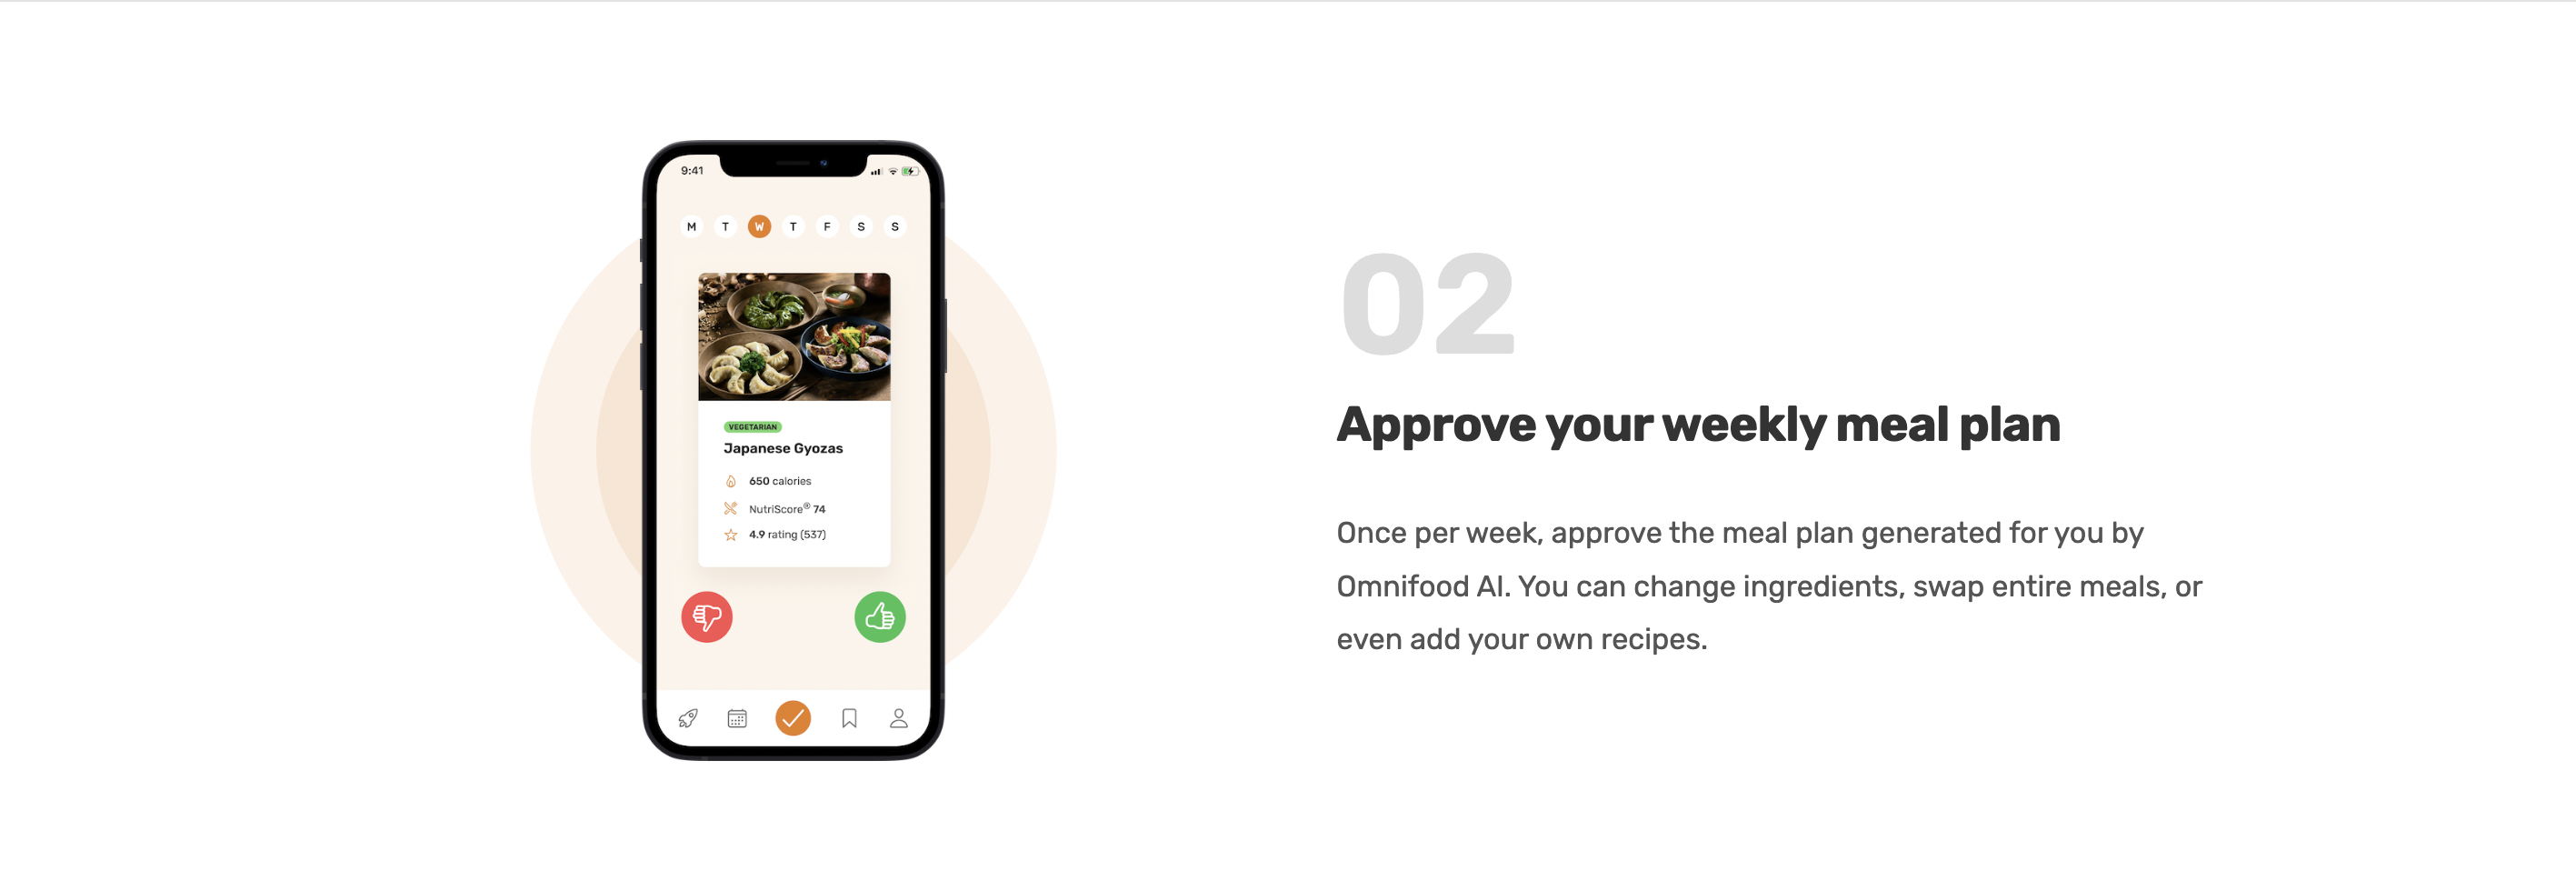 9:41
M T W T F S S
VEGETARIAN
Japanese Gyozas
650 calories
NutriScore® 74
4.9 rating (537)
02
Approve your weekly meal plan
Once per week, approve the meal plan generated for you by
Omnifood AI. You can change ingredients, swap entire meals, or
even add your own recipes.